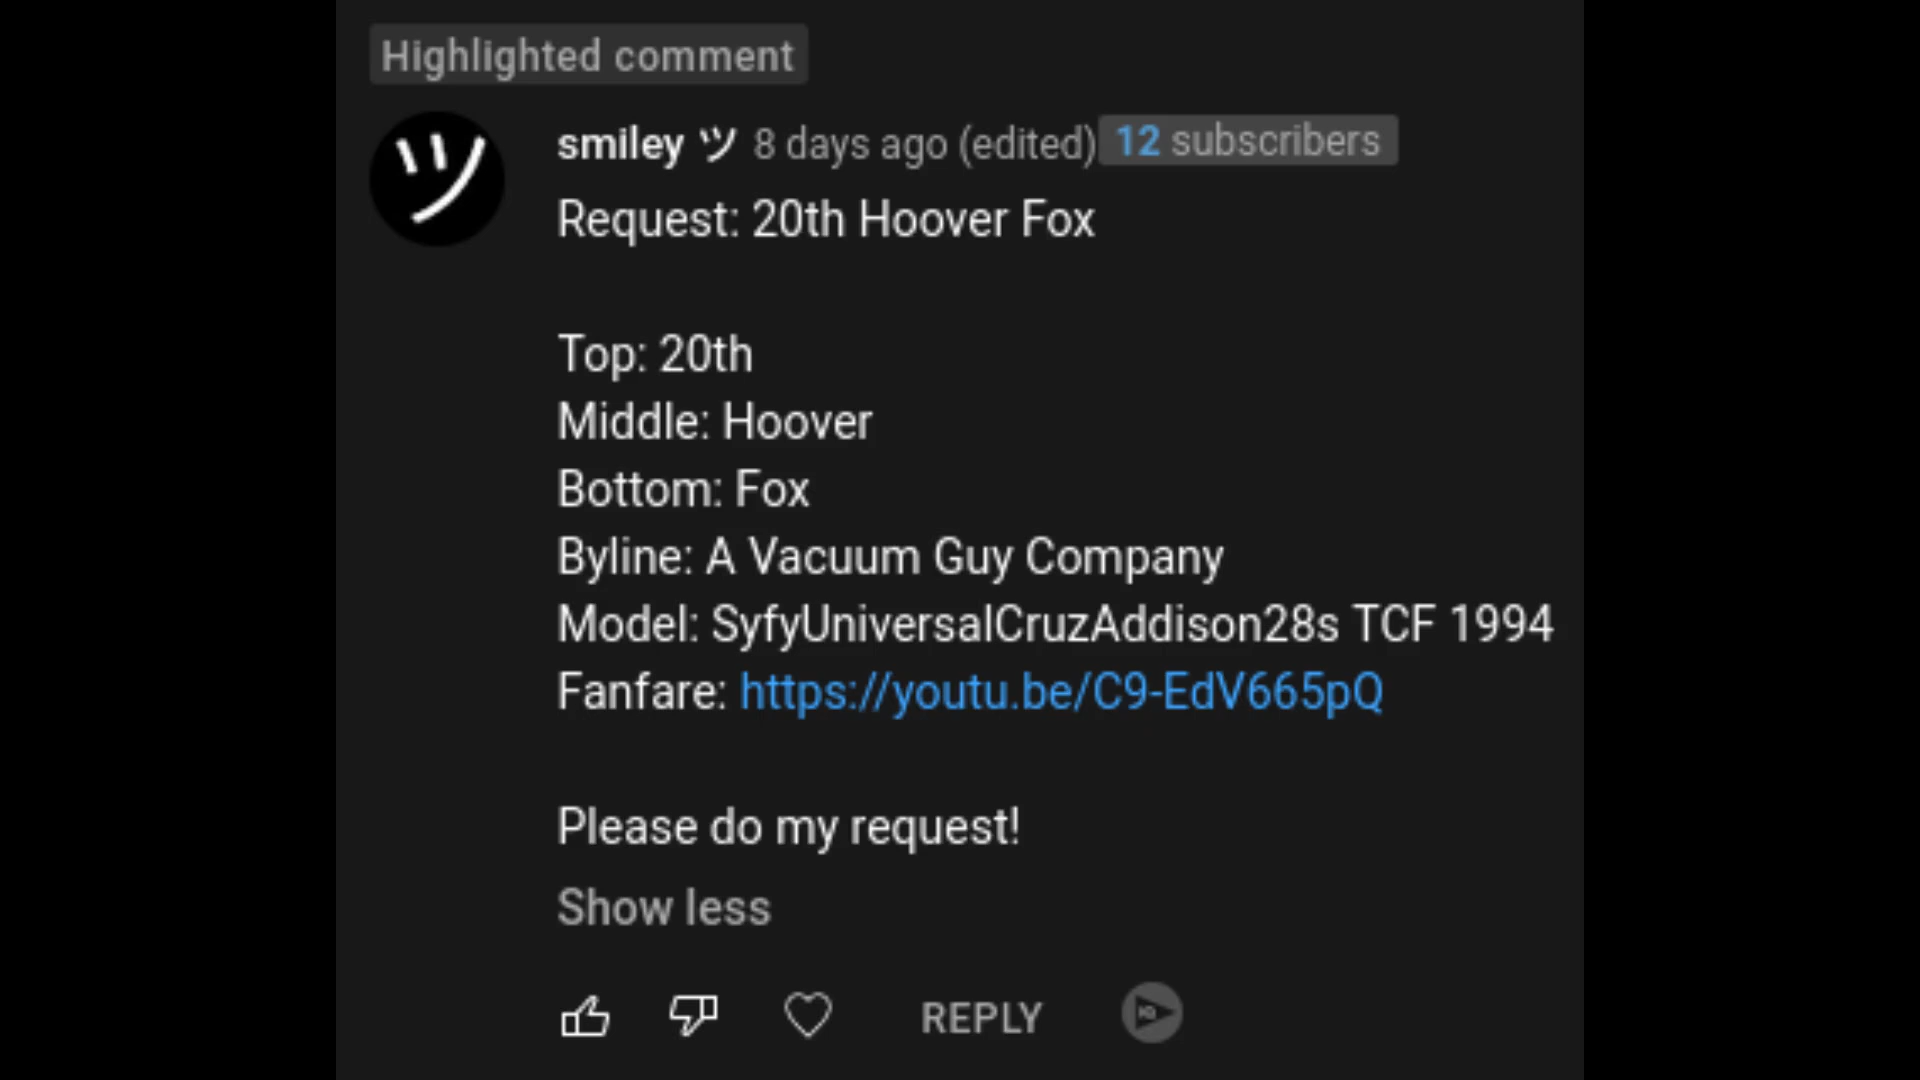 Highlighted comment
smiley ツ 8 days ago (edited) 12 subscribers
Request: 20th Hoover Fox
Top: 20th
Middle: Hoover
Bottom: Fox
Byline: A Vacuum Guy Company
Model: SyfyUniversalCruzAddison28s TCF 1994
Fanfare: https://youtu.be/C9-EdV665pQ
Please do my request!
Show less
REPLY